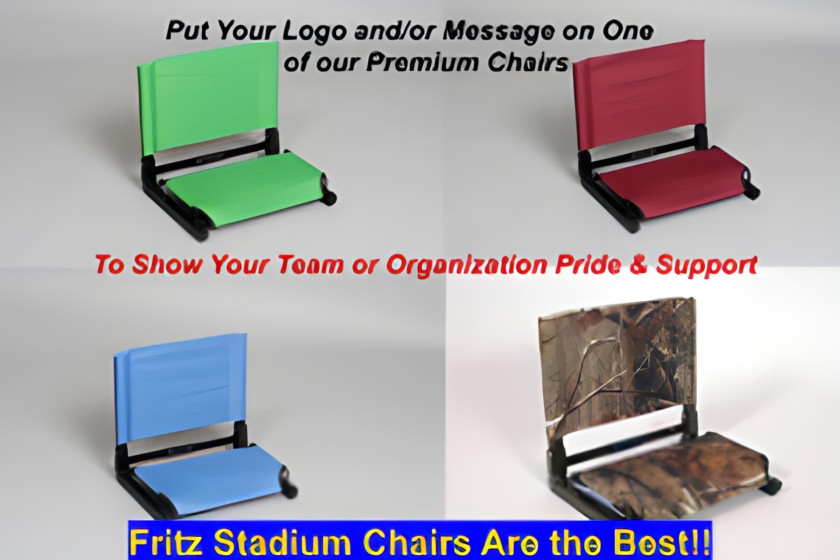 Put Your Logo and/or Message on One
of our Premium Chairs
To Show Your Team or Organization Pride & Support
Fritz Stadium Chairs Are the Best!!